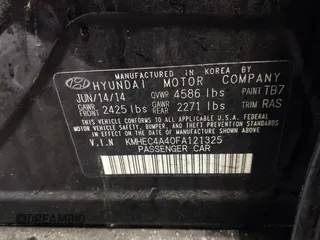 MANUFACTURED IN KOREA BY
HYUNDAI MOTOR COMPANY
JUN/14/14 GVWR 4586 lbs PAINT TB7
GAWR FRONT 2425 lbs GAWR REAR 2271 lbs TRIM RAS
THIS VEHICLE CONFORMS TO ALL APPLICABLE
U.S.A. FEDERAL MOTOR VEHICLE SAFETY, BUMPER
AND THEFT PREVENTION STANDARDS
IN EFFECT ON THE DATE OF MANUFACTURE SHOWN ABOVE.
V.I.N KMHEC4A40FA121325
PASSENGER CAR
DREAMBID